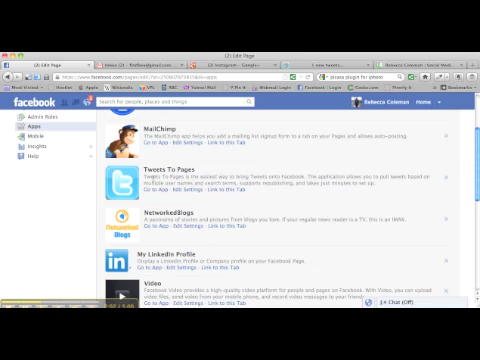 (2) Edit Page
(2) Edit Page
www.facebook.com/pages/edit/?id=
picasa plugin for iphoto
Most Visited
facebook
Search for people, places and things
Rebecca Coleman
Home
Admin Roles
Apps
Mobile
Insights
Help
MailChimp
The MailChimp app helps you add a mailing list signup form to a tab on your Pages and allows auto-posting.
Go to App · Edit Settings · Link to this Tab
Tweets To Pages
Tweets To Pages is the easiest way to bring Tweets onto Facebook. The application allows you to pull tweets based on
multiple user names and search terms, supports republishing, and takes just minutes to set up.
Go to App · Edit Settings · Link to this Tab
NetworkedBlogs
A panorama of stories and pictures from blogs you love. If your regular news reader is a TV, this is an IMAX.
Go to App · Edit Settings · Link to this Tab
My LinkedIn Profile
Display a LinkedIn Profile or Company profile on your Facebook Page.
Go to App · Edit Settings · Link to this Tab
Video
Facebook Video provides a high-quality video platform for people and pages on Facebook. With Video, you can upload
video files, send video from your mobile phone, and record video messages to your friends.
Go to App · Edit Settings · Link to this Tab
Chat (Off)